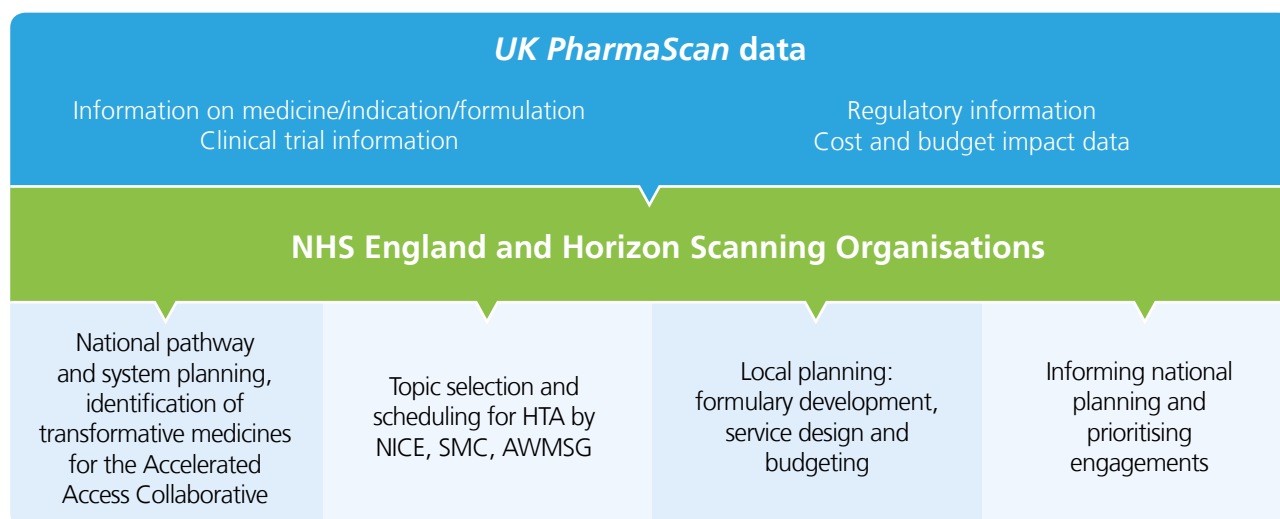 UK PharmaScan data
Information on medicine/indication/formulation
Clinical trial information
Regulatory information
Cost and budget impact data
NHS England and Horizon Scanning Organisations
National pathway
and system planning,
identification of
transformative medicines
for the Accelerated
Access Collaborative
Topic selection and
scheduling for HTA by
NICE, SMC, AWMSG
Local planning:
formulary development,
service design and
budgeting
Informing national
planning and
prioritising
engagements